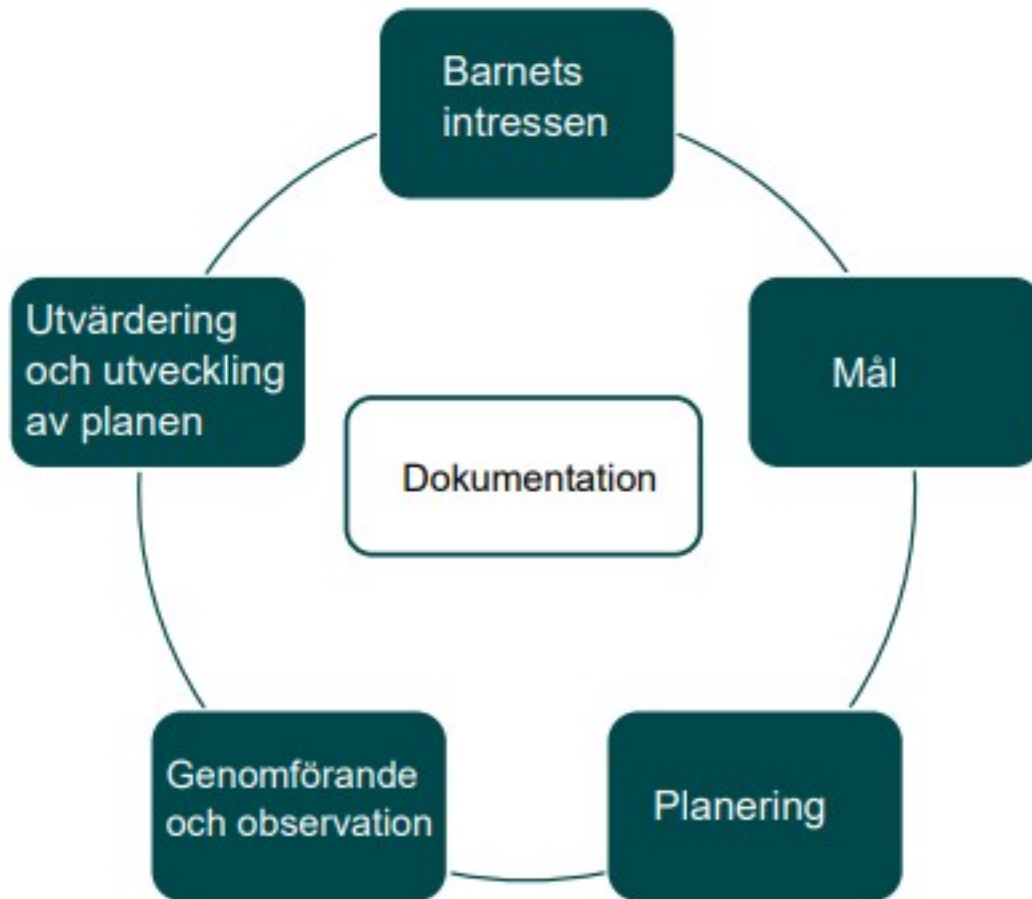 Barnets
intressen
Mål
Planering
Genomförande
och observation
Utvärdering
och utveckling
av planen
Dokumentation